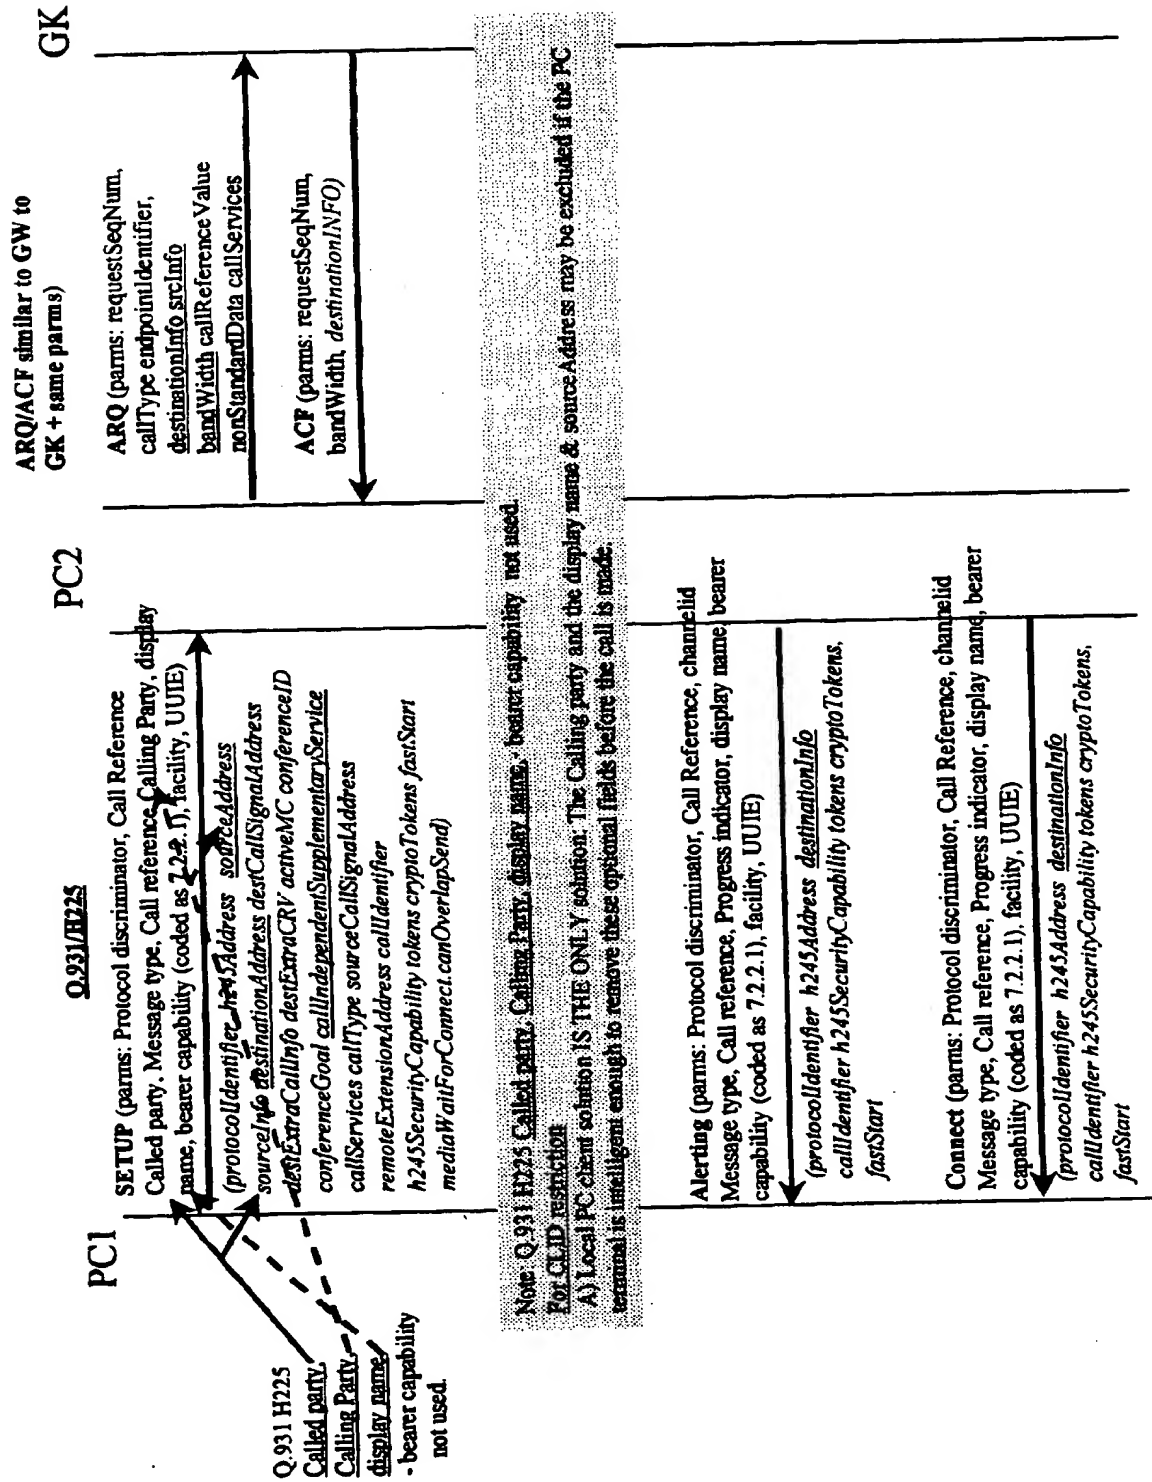 PC1
PC2
GK
Q.931/H225
ARQ/ACF similar to GW to
GK + same parms)
SETUP (parms: Protocol discriminator, Call Reference
Called party. Message type, Call reference, Calling Party, display
name, bearer capability (coded as 7.2.2.1), facility, UUIE)
(protocolIdentifier h245Address sourceAddress
sourceInfo destinationAddress destCallSignalAddress
destExtraCallInfo destExtraCRV activeMC conferenceID
conferenceGoal callIndependentSupplementaryService
callServices callType sourceCallSignalAddress
remoteExtensionAddress callIdentifier
h245SecurityCapability tokens cryptoTokens fastStart
mediaWaitForConnect.canOverlapSend)
ARQ (parms: requestSeqNum,
callType endpointIdentifier,
destinationInfo srcInfo
bandWidth callReferenceValue
nonStandardData callServices
ACF (parms: requestSeqNum,
bandWidth, destinationINFO)
Q.931 H225
Called party,
Calling Party,
display name,
- bearer capability
not used.
Note: Q.931 H225 Called party, Calling Party, display name, - bearer capability not used.
For CLID restriction
A) Local PC client solution IS THE ONLY solution: The Calling party and the display name & sourceAddress may be excluded if the PC
terminal is intelligent enough to remove these optional fields before the call is made.
Alerting (parms: Protocol discriminator, Call Reference, channelid
Message type, Call reference, Progress indicator, display name, bearer
capability (coded as 7.2.2.1), facility, UUIE)
(protocolIdentifier h245Address destinationInfo
callIdentifier h245SecurityCapability tokens cryptoTokens,
fastStart
Connect (parms: Protocol discriminator, Call Reference, channelid
Message type, Call reference, Progress indicator, display name, bearer
capability (coded as 7.2.2.1), facility, UUIE)
(protocolIdentifier h245Address destinationInfo
callIdentifier h245SecurityCapability tokens cryptoTokens,
fastStart